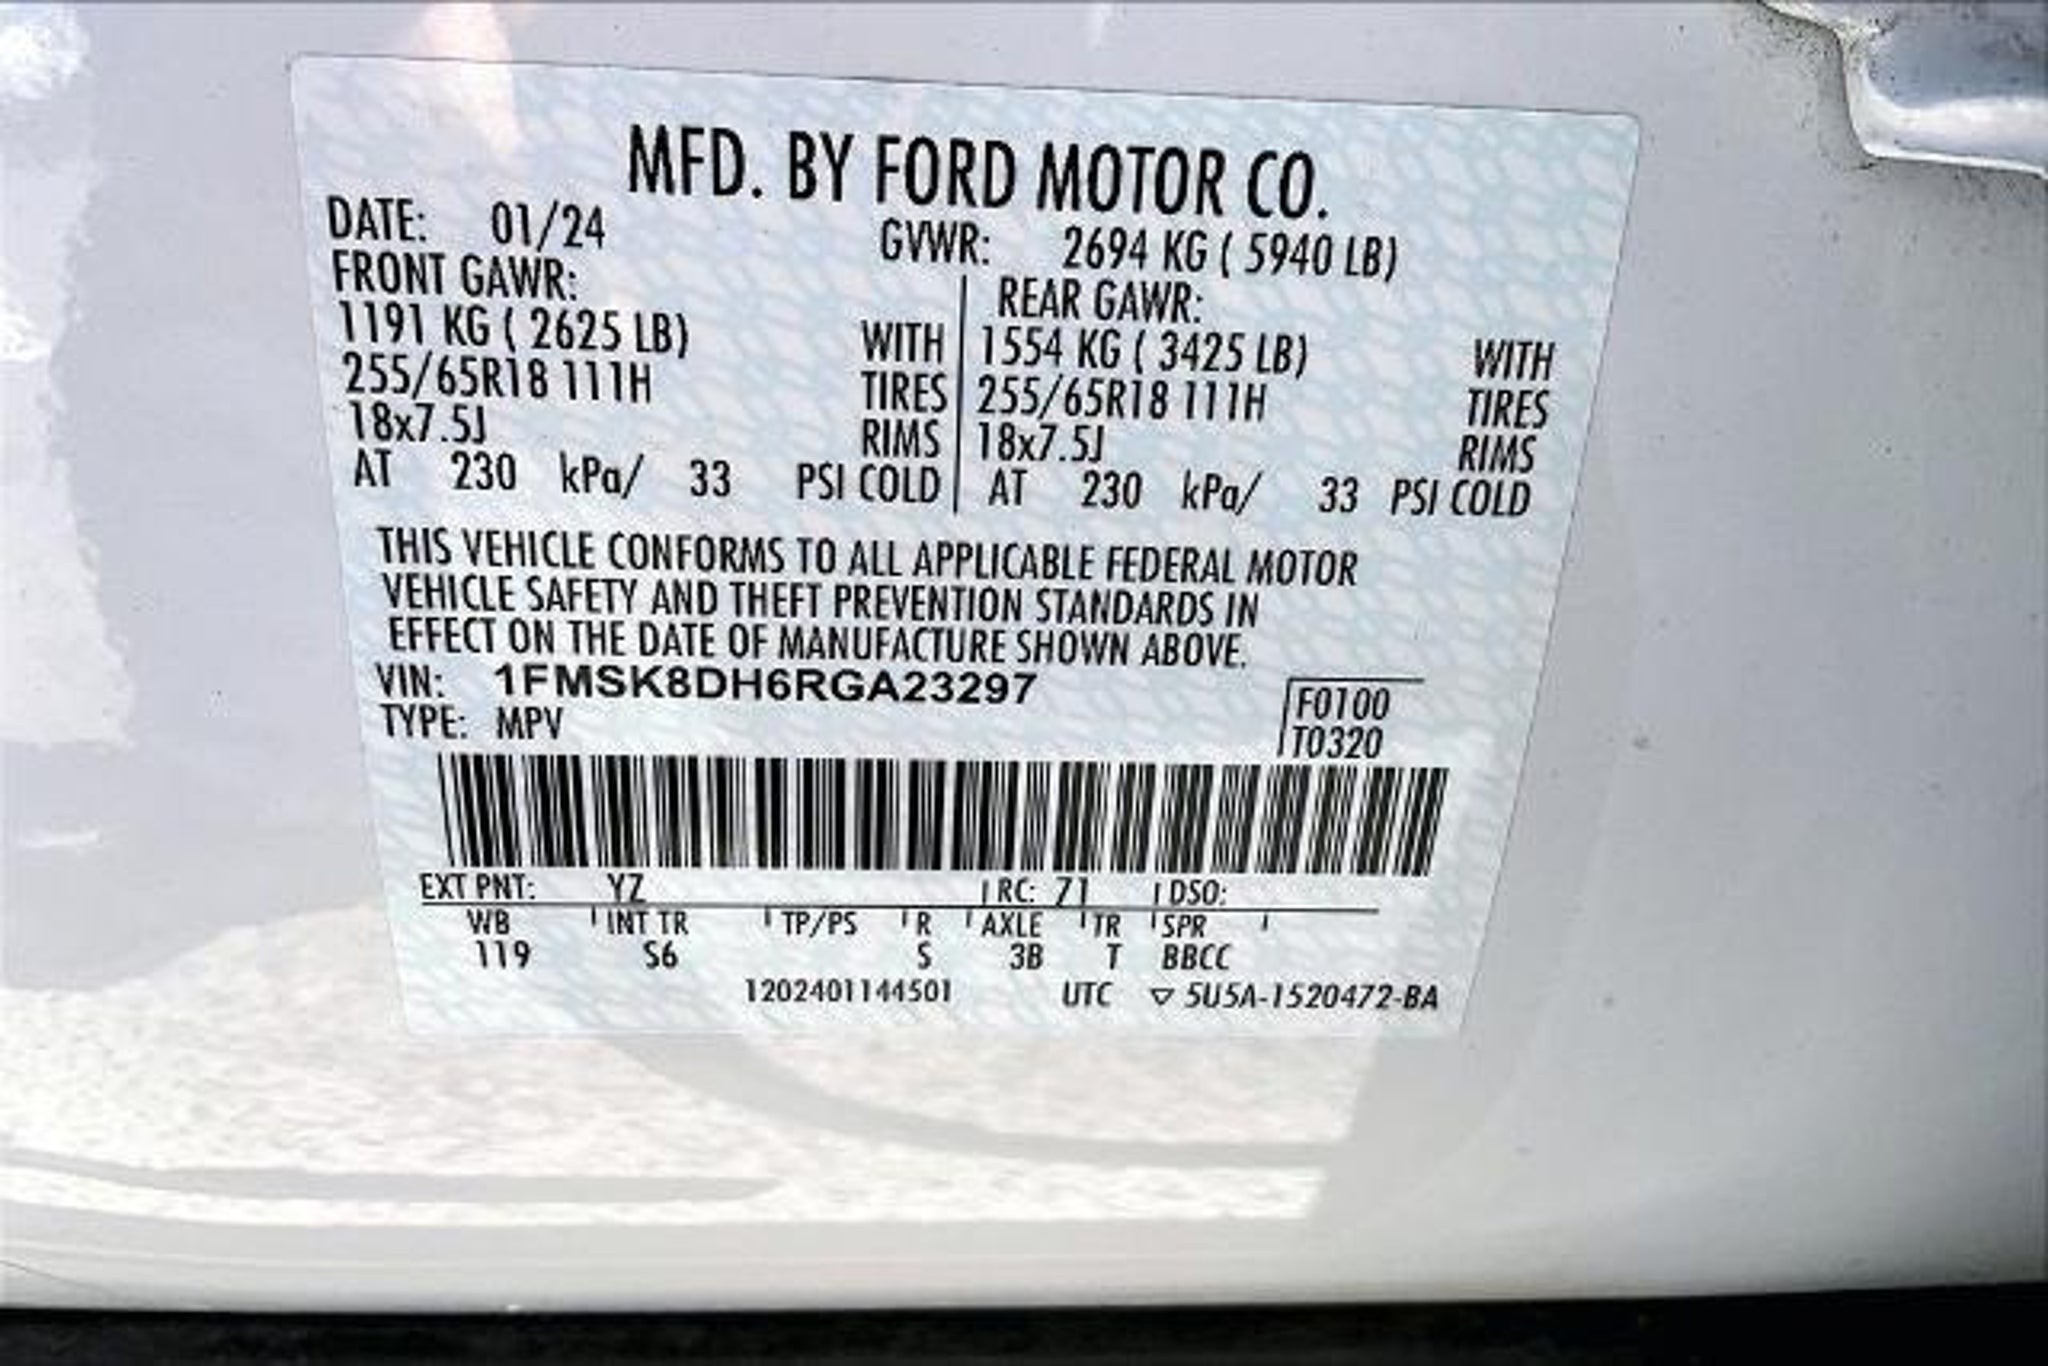 MFD. BY FORD MOTOR CO.
DATE: 01/24 GVWR: 2694 KG ( 5940 LB)
FRONT GAWR: REAR GAWR:
1191 KG ( 2625 LB) WITH 1554 KG ( 3425 LB) WITH
255/65R18 111H TIRES 255/65R18 111H TIRES
18x7.5J RIMS 18x7.5J RIMS
AT 230 kPa/ 33 PSI COLD AT 230 kPa/ 33 PSI COLD
THIS VEHICLE CONFORMS TO ALL APPLICABLE FEDERAL MOTOR
VEHICLE SAFETY AND THEFT PREVENTION STANDARDS IN
EFFECT ON THE DATE OF MANUFACTURE SHOWN ABOVE.
VIN: 1FMSK8DH6RGA23297 F0100
TYPE: MPV T0320
EXT PNT: YZ RC: 71 DSO:
WB INT TR TP/PS R AXLE TR SPR
119 S6 S 3B T BBCC
1202401144501 UTC ▽ 5U5A-1520472-BA